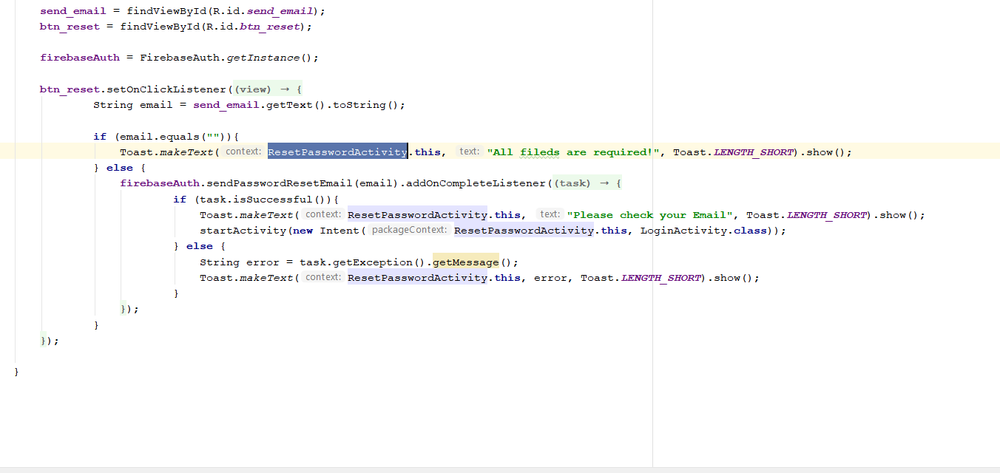 send_email = findViewById(R.id.send_email);
btn_reset = findViewById(R.id.btn_reset);
firebaseAuth = FirebaseAuth.getInstance();
btn_reset.setOnClickListener((view) → {
String email = send_email.getText().toString();
if (email.equals("")){
Toast.makeText( context: ResetPasswordActivity.this, text: "All fileds are required!", Toast.LENGTH_SHORT).show();
} else {
firebaseAuth.sendPasswordResetEmail(email).addOnCompleteListener((task) → {
if (task.isSuccessful()){
Toast.makeText( context: ResetPasswordActivity.this, text: "Please check your Email", Toast.LENGTH_SHORT).show();
startActivity(new Intent( packageContext: ResetPasswordActivity.this, LoginActivity.class));
} else {
String error = task.getException().getMessage();
Toast.makeText( context: ResetPasswordActivity.this, error, Toast.LENGTH_SHORT).show();
}
});
}
});
}